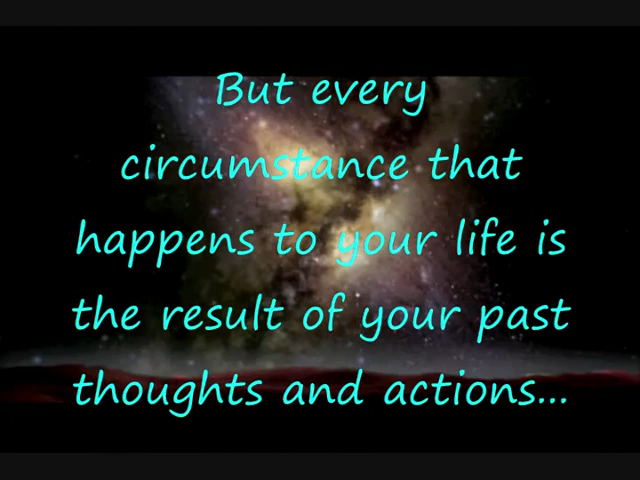 But every
circumstance that
happens to your life is
the result of your past
thoughts and actions...